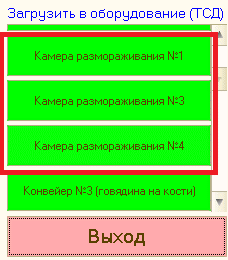 Загрузить в оборудование (ТСД)
Камера размораживания №1
Камера размораживания №3
Камера размораживания №4
Конвейер №3 (говядина на кости)
Выход